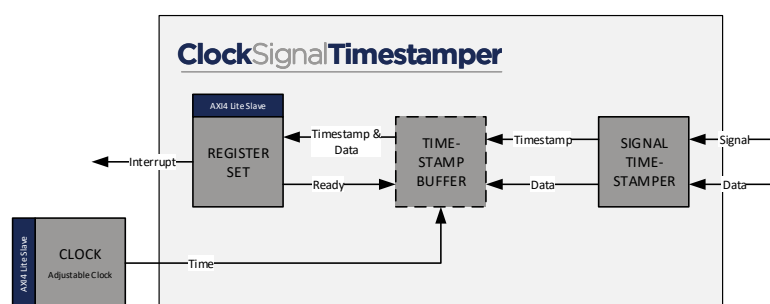 ClockSignalTimestamper
AXI4 Lite Slave
REGISTER
SET
Interrupt
Timestamp &
Data
Ready
TIME-
STAMP
BUFFER
Timestamp
Data
SIGNAL
TIME-
STAMPER
Signal
Data
AXI4 Lite Slave
CLOCK
Adjustable Clock
Time